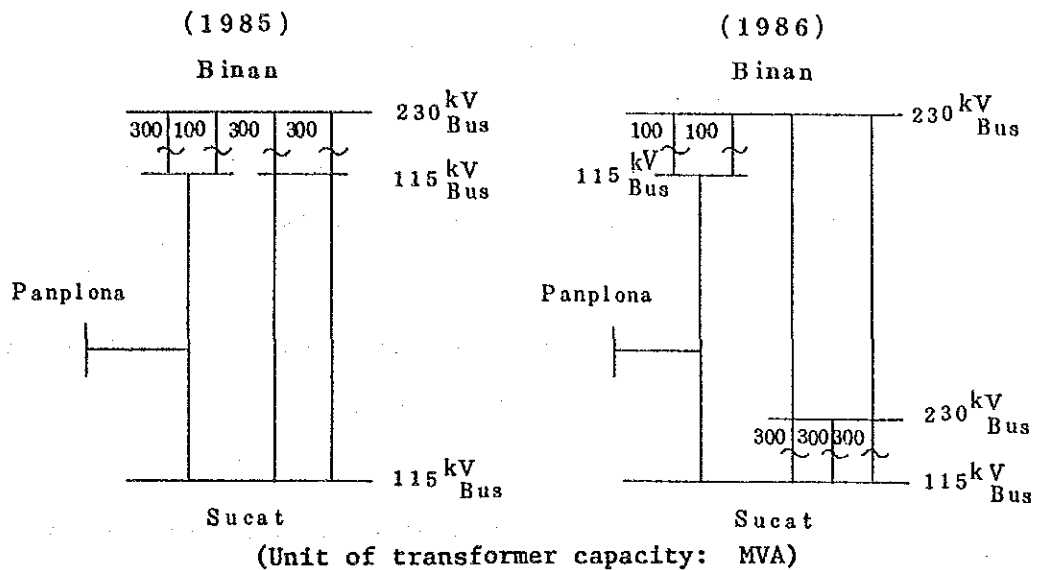 (1985)
Binan
230 kV Bus
300 100 300 300
115 kV Bus
Panplona
115 kV Bus
Sucat
(1986)
Binan
230 kV Bus
100 100
115 kV Bus
Panplona
230 kV Bus
300 300 300
115 kV Bus
Sucat
(Unit of transformer capacity: MVA)